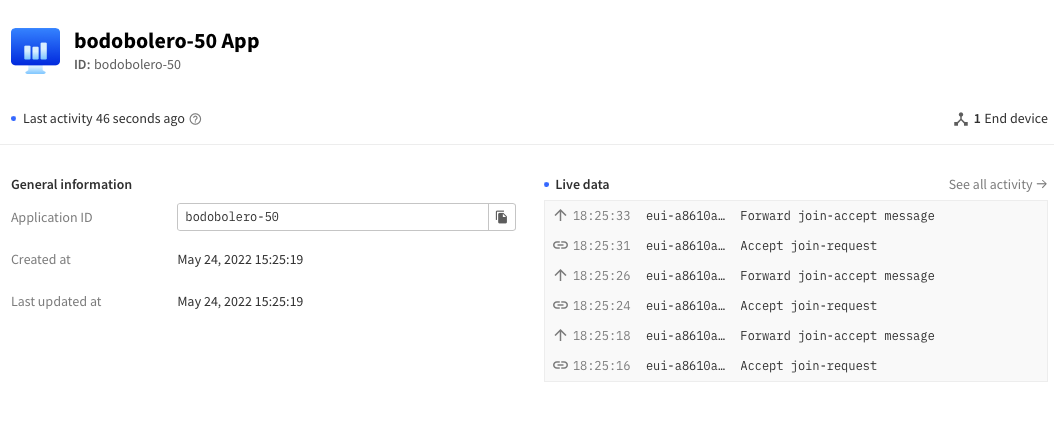 bodobolero-50 App
ID: bodobolero-50
Last activity 46 seconds ago
1 End device
General information
Application ID
bodobolero-50
Created at
May 24, 2022 15:25:19
Last updated at
May 24, 2022 15:25:19
Live data
See all activity →
18:25:33 eui-a8610a… Forward join-accept message
18:25:31 eui-a8610a… Accept join-request
18:25:26 eui-a8610a… Forward join-accept message
18:25:24 eui-a8610a… Accept join-request
18:25:18 eui-a8610a… Forward join-accept message
18:25:16 eui-a8610a… Accept join-request